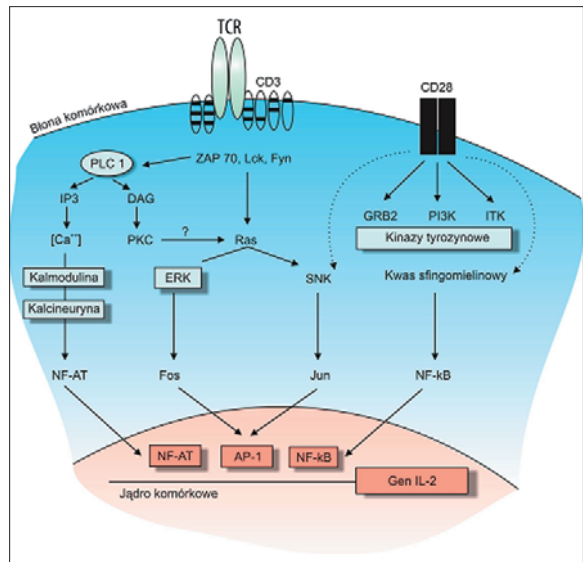 TCR
CD3
CD28
Błona komórkowa
PLC 1
ZAP 70, Lck, Fyn
IP3
DAG
GRB2
PI3K
ITK
[Ca++]
PKC
?
Ras
Kinazy tyrozynowe
Kalmodulina
ERK
SNK
Kwas sfingomielinowy
Kalcineuryna
NF-AT
Fos
Jun
NF-kB
NF-AT
AP-1
NF-kB
Gen IL-2
Jądro komórkowe